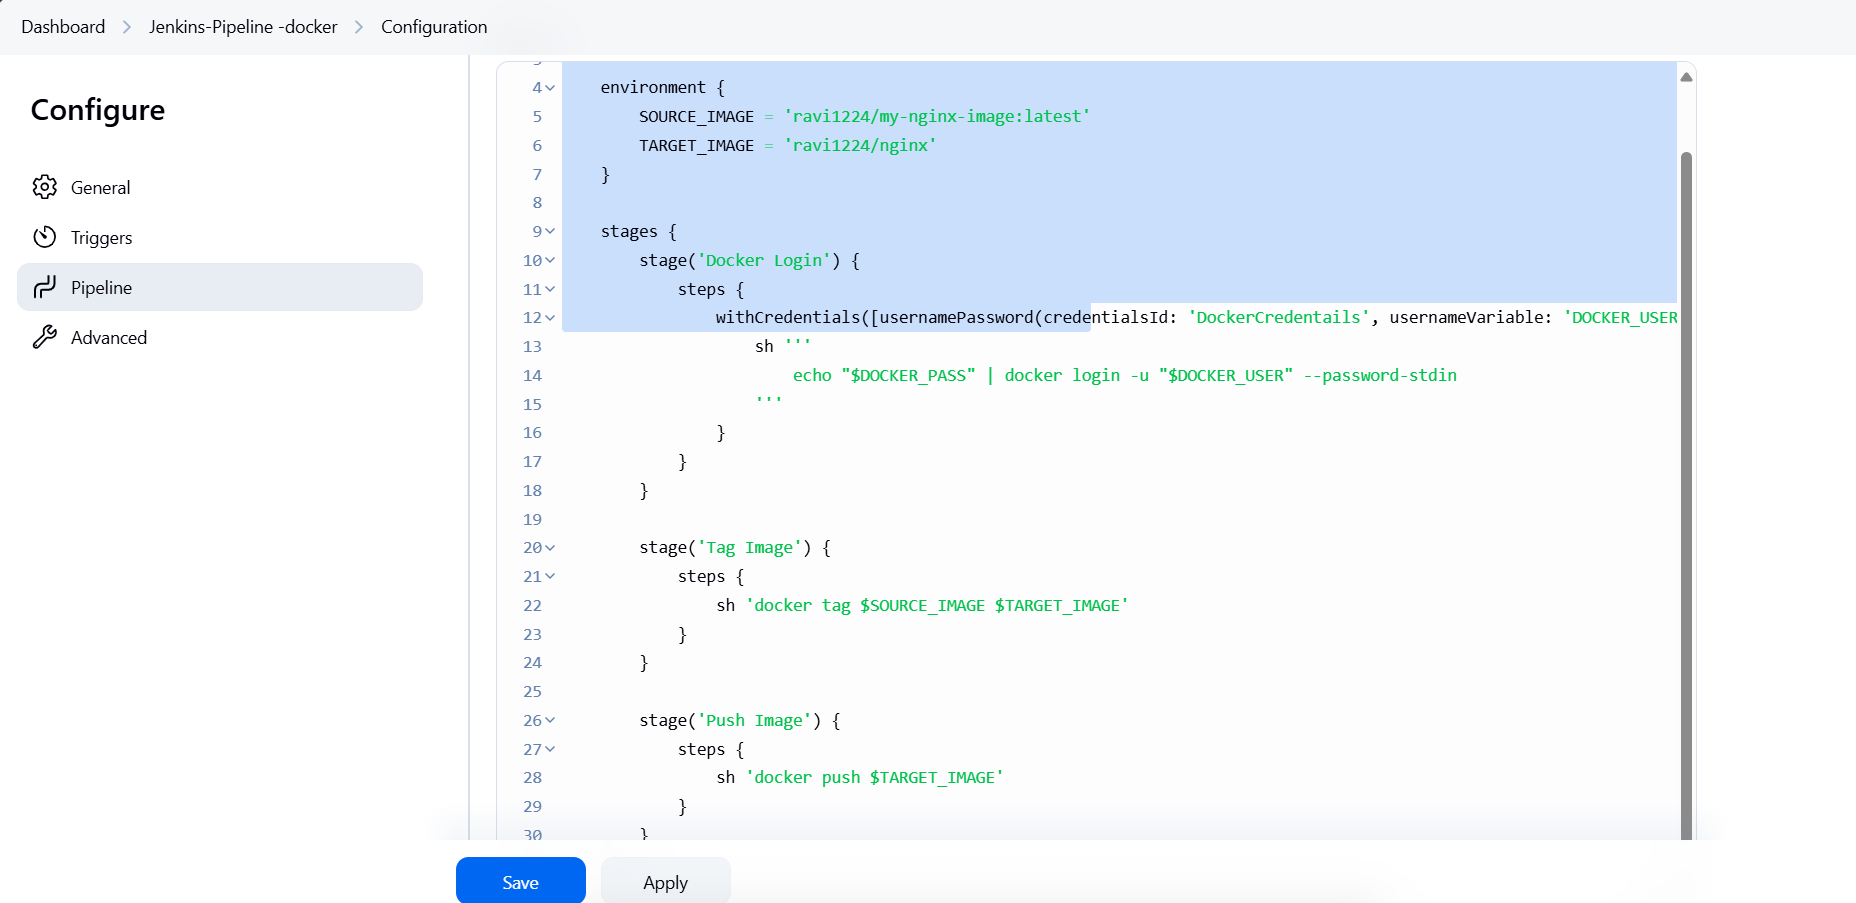 Dashboard > Jenkins-Pipeline -docker > Configuration
Configure
General
Triggers
Pipeline
Advanced
4 environment {
5 SOURCE_IMAGE = 'ravi1224/my-nginx-image:latest'
6 TARGET_IMAGE = 'ravi1224/nginx'
7 }
8
9 stages {
10 stage('Docker Login') {
11 steps {
12 withCredentials([usernamePassword(credentialsId: 'DockerCredentails', usernameVariable: 'DOCKER_USER
13 sh '''
14 echo "$DOCKER_PASS" | docker login -u "$DOCKER_USER" --password-stdin
15 '''
16 }
17 }
18 }
19
20 stage('Tag Image') {
21 steps {
22 sh 'docker tag $SOURCE_IMAGE $TARGET_IMAGE'
23 }
24 }
25
26 stage('Push Image') {
27 steps {
28 sh 'docker push $TARGET_IMAGE'
29 }
30 }
Save
Apply